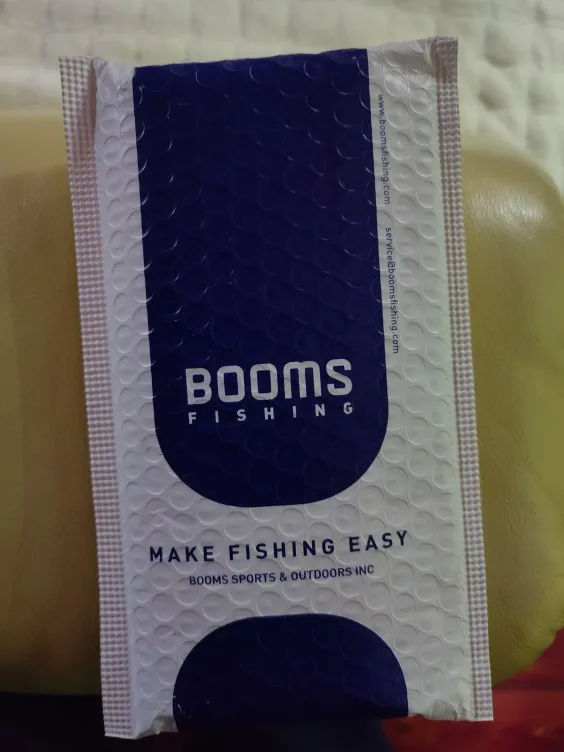 www.boomsfishing.com
service@boomsfishing.com
BOOMS
FISHING
MAKE FISHING EASY
BOOMS SPORTS & OUTDOORS INC